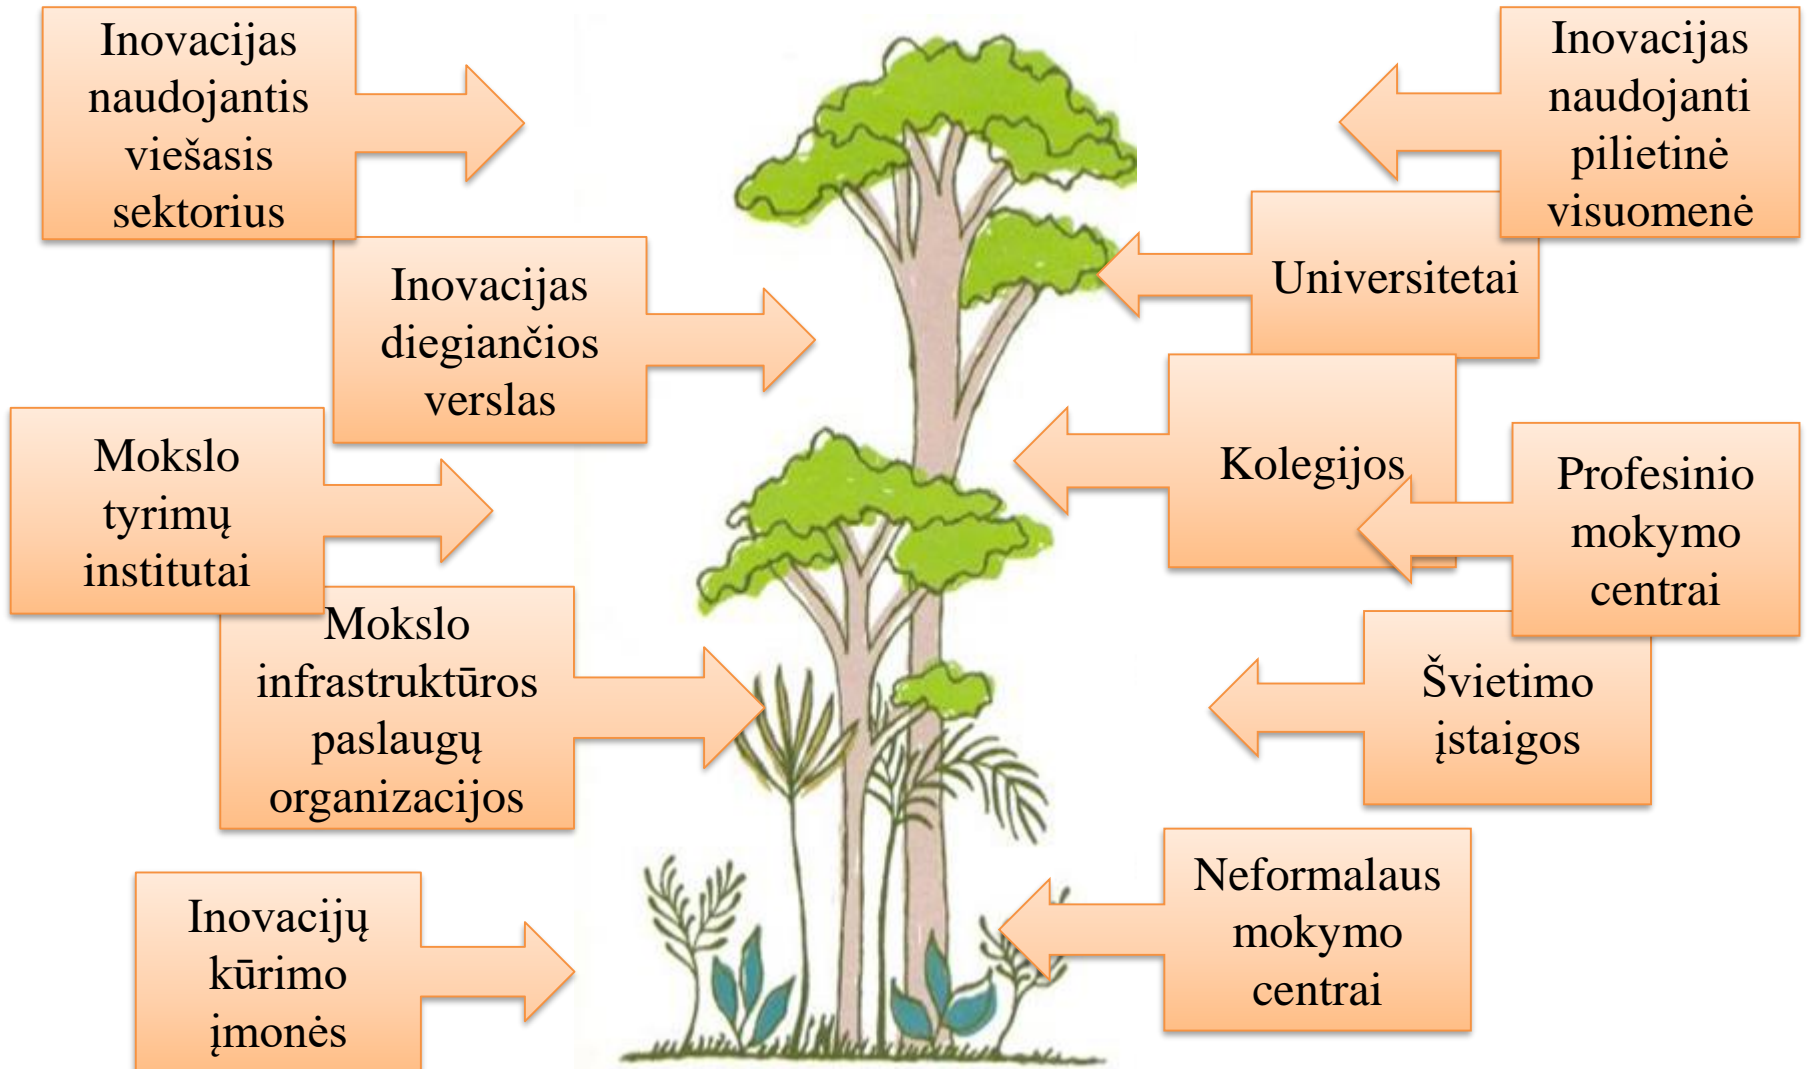 Inovacijas
naudojantis
viešasis
sektorius
Inovacijas
diegiančios
verslas
Mokslo
tyrimų
institutai
Mokslo
infrastruktūros
paslaugų
organizacijos
Inovacijų
kūrimo
įmonės
Inovacijas
naudojanti
pilietinė
visuomenė
Universitetai
Kolegijos
Profesinio
mokymo
centrai
Švietimo
įstaigos
Neformalaus
mokymo
centrai